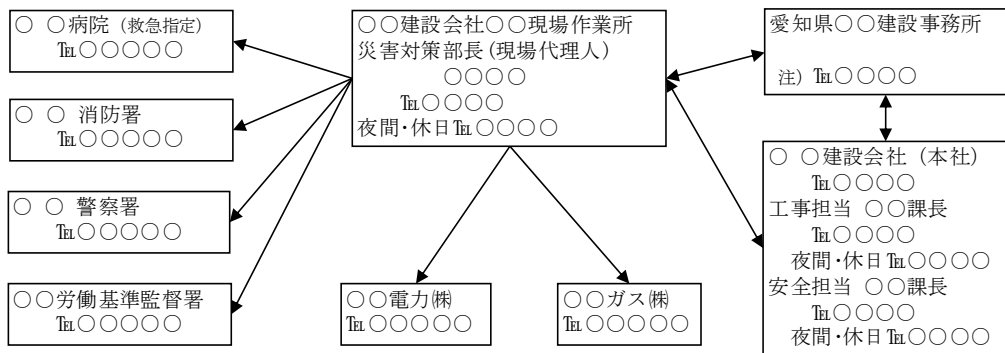 ○ ○病院 (救急指定)
℡○○○○○
○ ○ 消防署
℡○○○○○
○ ○ 警察署
℡○○○○○
○○労働基準監督署
℡○○○○○
○○建設会社○○現場作業所
災害対策部長(現場代理人)
○○○○
℡○○○○
夜間･休日℡○○○○
○○電力㈱
℡○○○○○
○○ガス㈱
℡○○○○○
愛知県○○建設事務所
注) ℡○○○○
○ ○建設会社 (本社)
℡○○○○
工事担当 ○○課長
℡○○○○
夜間･休日℡○○○○
安全担当 ○○課長
℡○○○○
夜間･休日℡○○○○